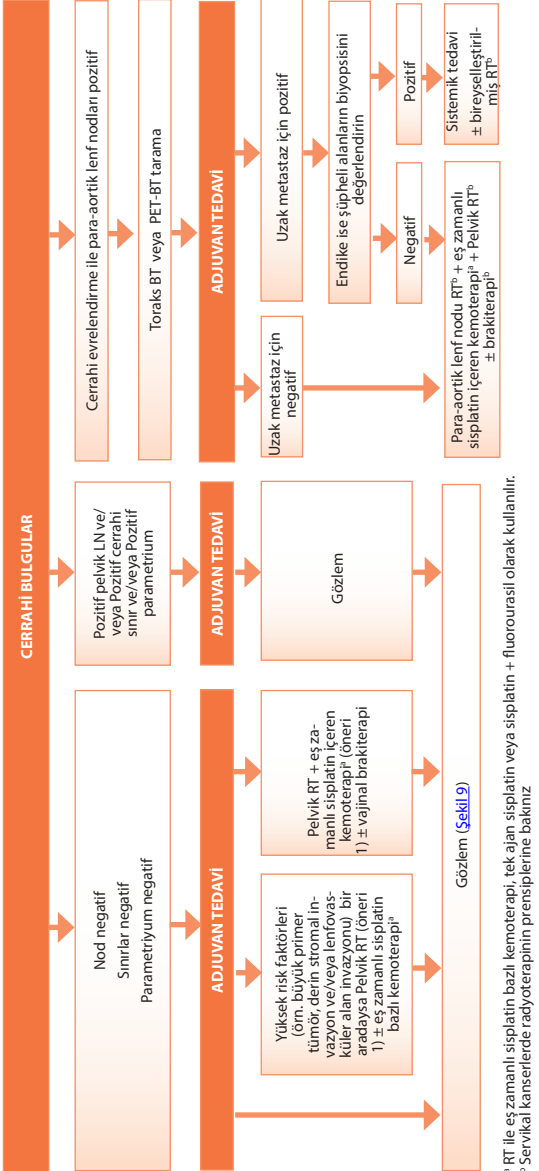 CERRAHİ BULGULAR
Nod negatif
Sınırlar negatif
Parametriyum negatif
ADJUVAN TEDAVİ
Yüksek risk faktörleri
(örn. büyük primer
tümör, derin stromal in-
vazyon ve/veya lenfovas-
küler alan invazyonu) bir
aradaysa Pelvik RT (öneri
1) ± eş zamanlı sisplatin
bazlı kemoterapiᵃ
Pelvik RT + eş za-
manlı sisplatin içeren
kemoterapiᵃ (öneri
1) ± vajinal brakiterapi
Pozitif pelvik LN ve/
veya Pozitif cerrahi
sınır ve/veya Pozitif
parametrium
ADJUVAN TEDAVİ
Gözlem
Gözlem (Şekil 9)
Cerrahi evrelendirme ile para-aortik lenf nodları pozitif
Toraks BT veya PET-BT tarama
ADJUVAN TEDAVİ
Uzak metastaz için
negatif
Uzak metastaz için pozitif
Endike ise şüpheli alanların biyopsisini
değerlendirin
Negatif
Pozitif
Para-aortik lenf nodu RTᵇ + eş zamanlı
sisplatin içeren kemoterapiᵃ + Pelvik RTᵇ
± brakiterapiᵇ
Sistemik tedavi
± bireyselleştiril-
miş RTᵇ
ᵃ RT ile eş zamanlı sisplatin bazlı kemoterapi, tek ajan sisplatin veya sisplatin + fluorourasil olarak kullanılır.
ᵇ Servikal kanserlerde radyoterapinin prensiplerine bakınız